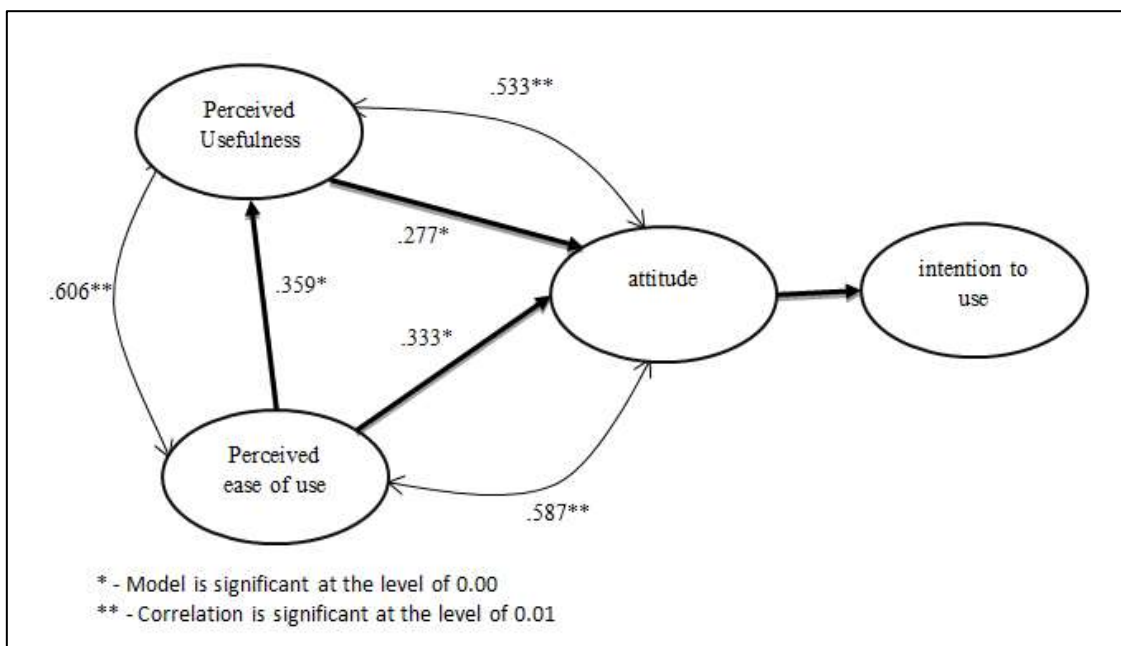 Perceived
Usefulness
.533**
.277*
.606**
.359*
attitude
intention to
use
.333*
Perceived
ease of use
.587**
* - Model is significant at the level of 0.00
** - Correlation is significant at the level of 0.01